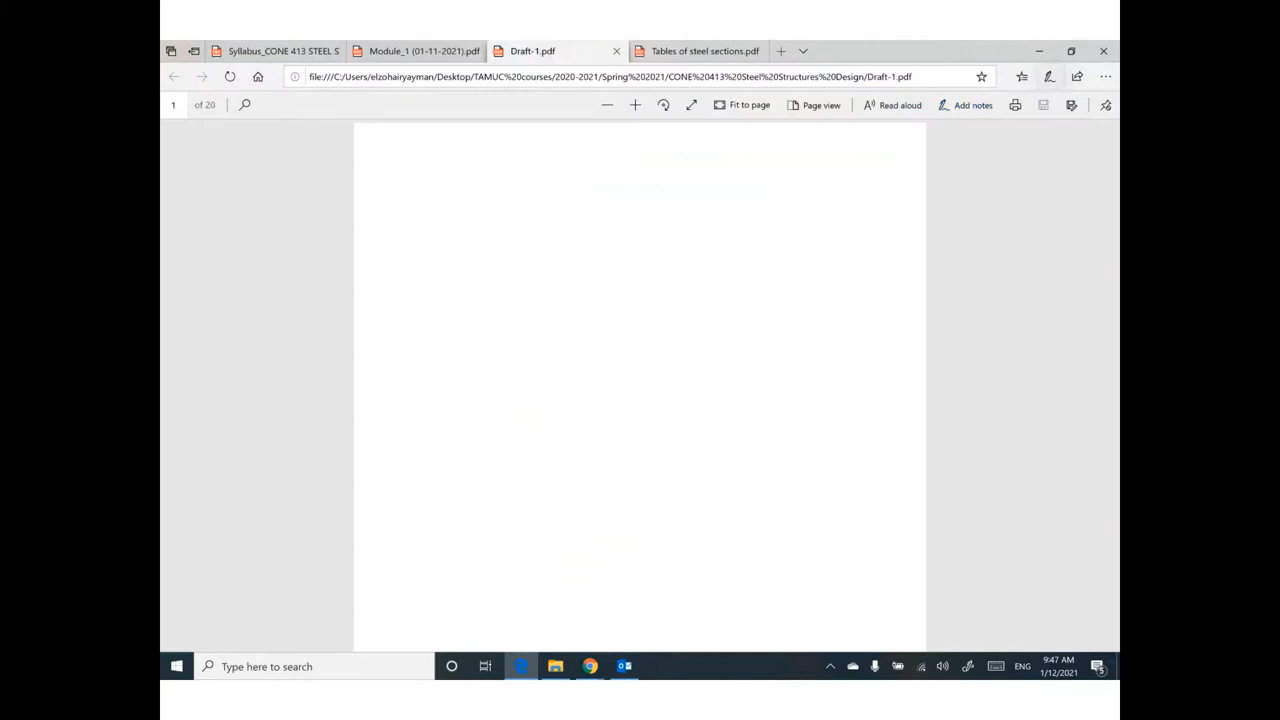 Syllabus_CONE 413 STEEL S
Module_1 (01-11-2021).pdf
Draft-1.pdf
Tables of steel sections.pdf
file:///C:/Users/elzohairyayman/Desktop/TAMUC%20courses/2020-2021/Spring%202021/CONE%20413%20Steel%20Structures%20Design/Draft-1.pdf
1 of 20
Fit to page
Page view
Read aloud
Add notes
Type here to search
ENG
9:47 AM
1/12/2021
5